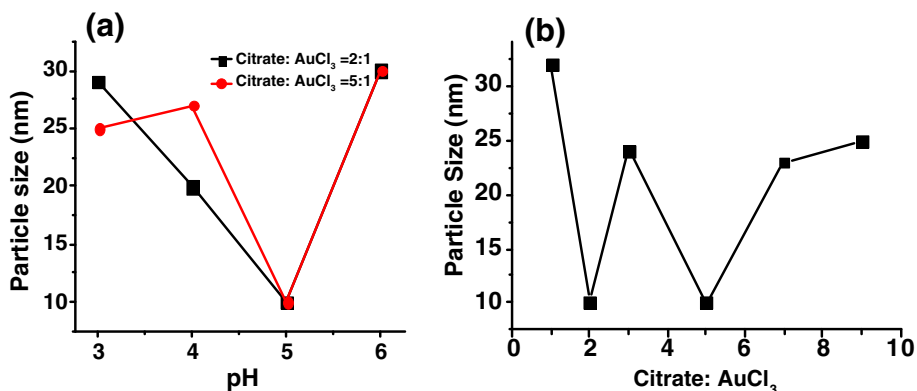 (a)
Citrate: AuCl₃ =2:1
Citrate: AuCl₃ =5:1
Particle size (nm)
30
25
20
15
10
3 4 5 6
pH
(b)
Particle Size (nm)
30
25
20
15
10
0 2 4 6 8 10
Citrate: AuCl₃